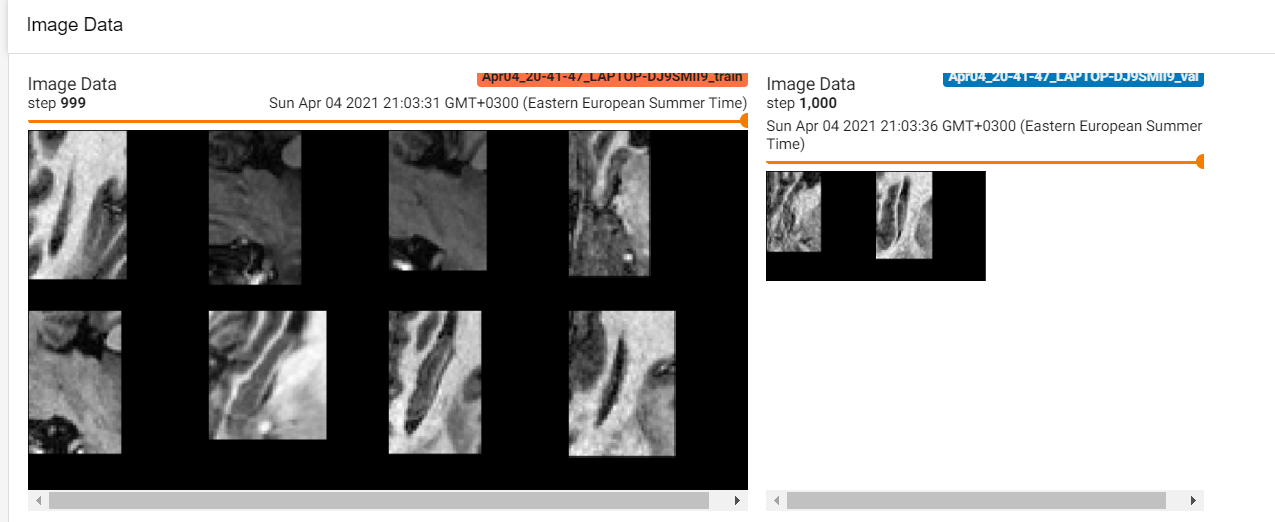 Image Data
Image Data
Apr04_20-41-47_LAPTOP-DJ9SMII9_train
step 999
Sun Apr 04 2021 21:03:31 GMT+0300 (Eastern European Summer Time)
Image Data
Apr04_20-41-47_LAPTOP-DJ9SMII9_val
step 1,000
Sun Apr 04 2021 21:03:36 GMT+0300 (Eastern European Summer
Time)